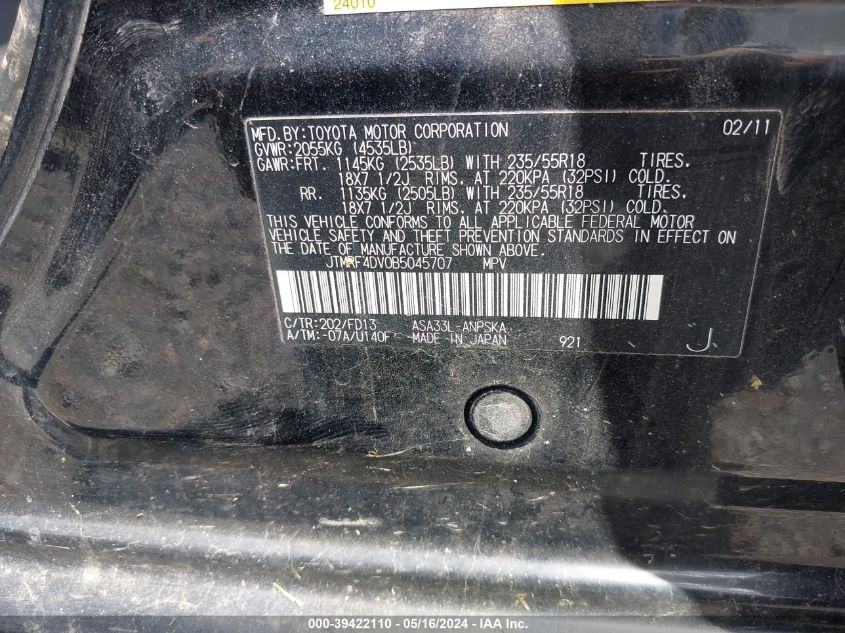 24010
MFD.BY:TOYOTA MOTOR CORPORATION 02/11
GVWR:2055KG (4535LB)
GAWR:FRT. 1145KG (2535LB) WITH 235/55R18 TIRES.
18X7 1/2J RIMS. AT 220KPA (32PSI) COLD.
RR. 1135KG (2505LB) WITH 235/55R18 TIRES.
18X7 1/2J RIMS. AT 220KPA (32PSI) COLD.
THIS VEHICLE CONFORMS TO ALL APPLICABLE FEDERAL MOTOR
VEHICLE SAFETY AND THEFT PREVENTION STANDARDS IN EFFECT ON
THE DATE OF MANUFACTURE SHOWN ABOVE.
JTMRF4DV0B5045707 MPV
C/TR:202/FD13 ASA33L-ANPSKA
A/TM:-07A/U140F MADE IN JAPAN 921 J
000-39422110 - 05/16/2024 - IAA Inc.